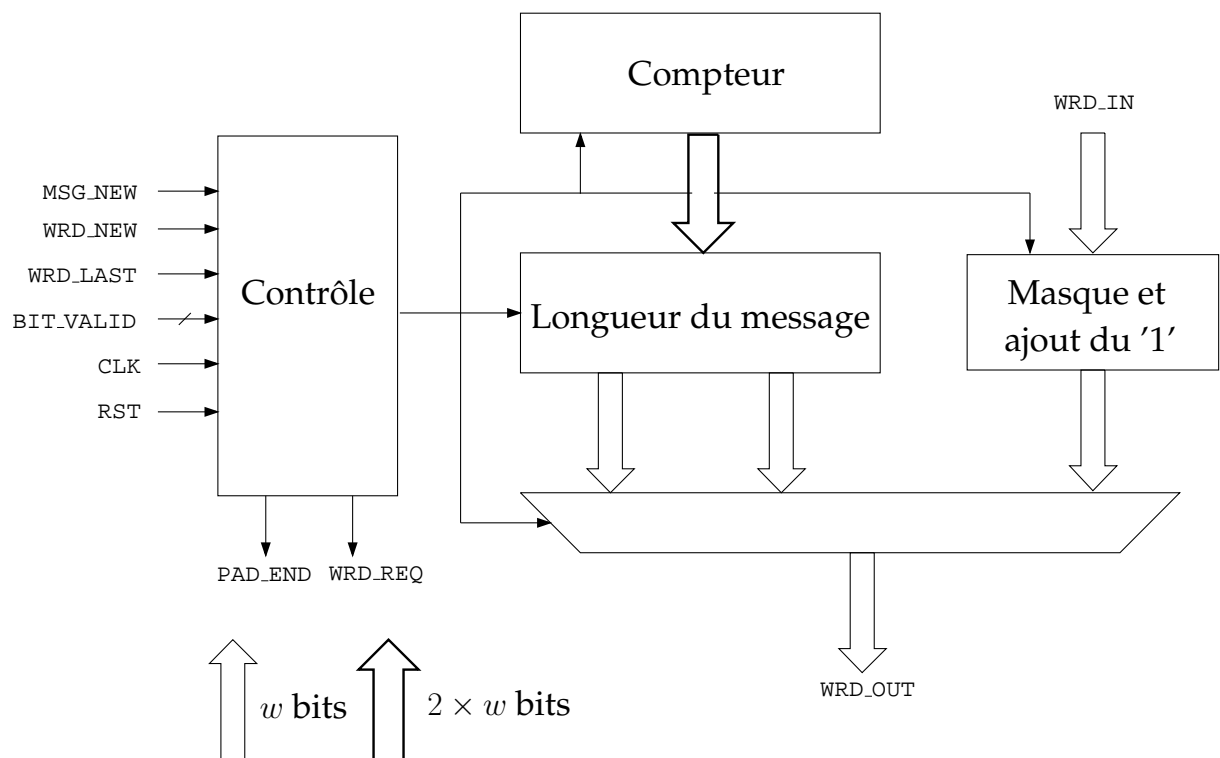 Compteur
WRD_IN
MSG_NEW
WRD_NEW
WRD_LAST
BIT_VALID
CLK
RST
Contrôle
Longueur du message
Masque et
ajout du '1'
PAD_END
WRD_REQ
WRD_OUT
w bits
2 × w bits